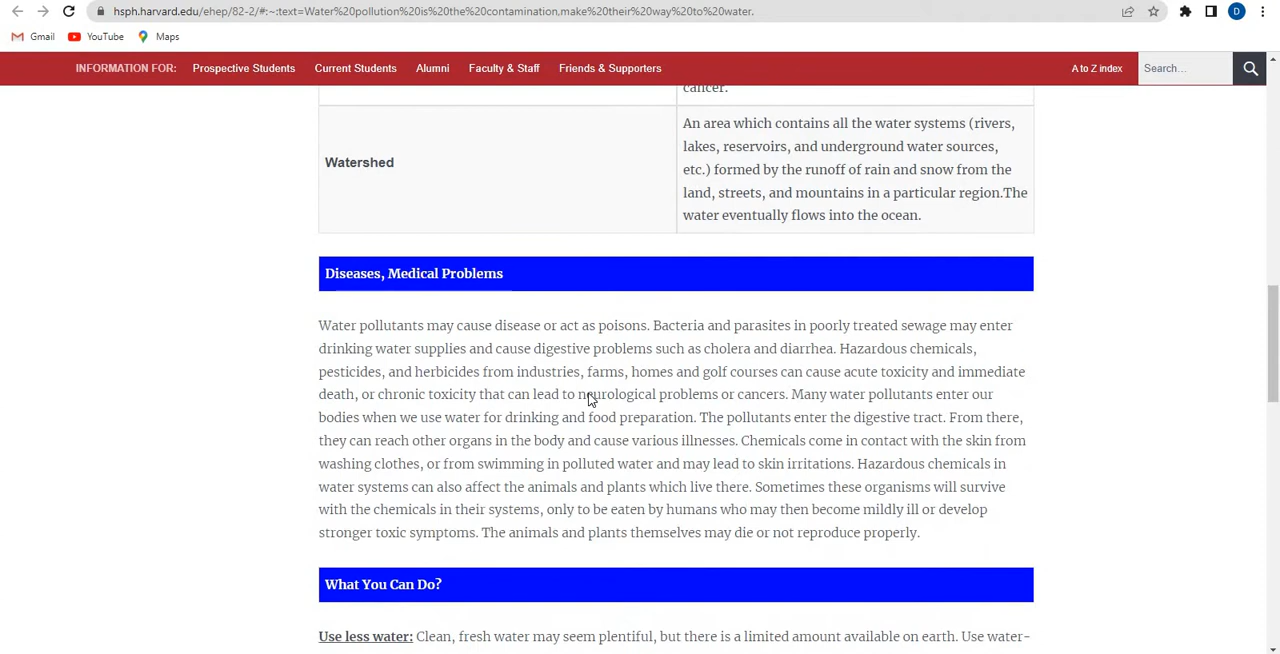 hsph.harvard.edu/ehep/82-2/#:~:text=Water%20pollution%20is%20the%20contamination,make%20their%20way%20to%20water.
D
Gmail YouTube Maps
INFORMATION FOR: Prospective Students Current Students Alumni Faculty & Staff Friends & Supporters A to Z index Search...
cancer.
Watershed
An area which contains all the water systems (rivers,
lakes, reservoirs, and underground water sources,
etc.) formed by the runoff of rain and snow from the
land, streets, and mountains in a particular region.The
water eventually flows into the ocean.
Diseases, Medical Problems
Water pollutants may cause disease or act as poisons. Bacteria and parasites in poorly treated sewage may enter
drinking water supplies and cause digestive problems such as cholera and diarrhea. Hazardous chemicals,
pesticides, and herbicides from industries, farms, homes and golf courses can cause acute toxicity and immediate
death, or chronic toxicity that can lead to neurological problems or cancers. Many water pollutants enter our
bodies when we use water for drinking and food preparation. The pollutants enter the digestive tract. From there,
they can reach other organs in the body and cause various illnesses. Chemicals come in contact with the skin from
washing clothes, or from swimming in polluted water and may lead to skin irritations. Hazardous chemicals in
water systems can also affect the animals and plants which live there. Sometimes these organisms will survive
with the chemicals in their systems, only to be eaten by humans who may then become mildly ill or develop
stronger toxic symptoms. The animals and plants themselves may die or not reproduce properly.
What You Can Do?
Use less water: Clean, fresh water may seem plentiful, but there is a limited amount available on earth. Use water-